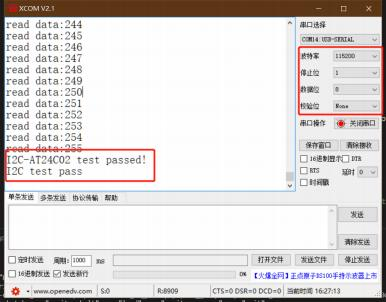 XCOM V2.1
read data:244
read data:245
read data:246
read data:247
read data:248
read data:249
read data:250
read data:251
read data:252
read data:253
read data:254
read data:255
I2C-AT24C02 test passed!
I2C test pass
串口选择
COM14:USB-SERIAL
波特率 115200
停止位 1
数据位 8
校验位 None
串口操作 关闭串口
保存窗口 清除接收
16进制显示 DTR
RTS 延时 0 ms
时间戳
单条发送 多条发送 协议传输 帮助
发送
清除发送
定时发送 周期: 1000 ms 打开文件 发送文件 停止发送
16进制发送 发送新行 0% 【火爆全网】正点原子DS100手持示波器上市
www.openedv.com S:0 R:8909 CTS=0 DSR=0 DCD=0 当前时间 16:27:13